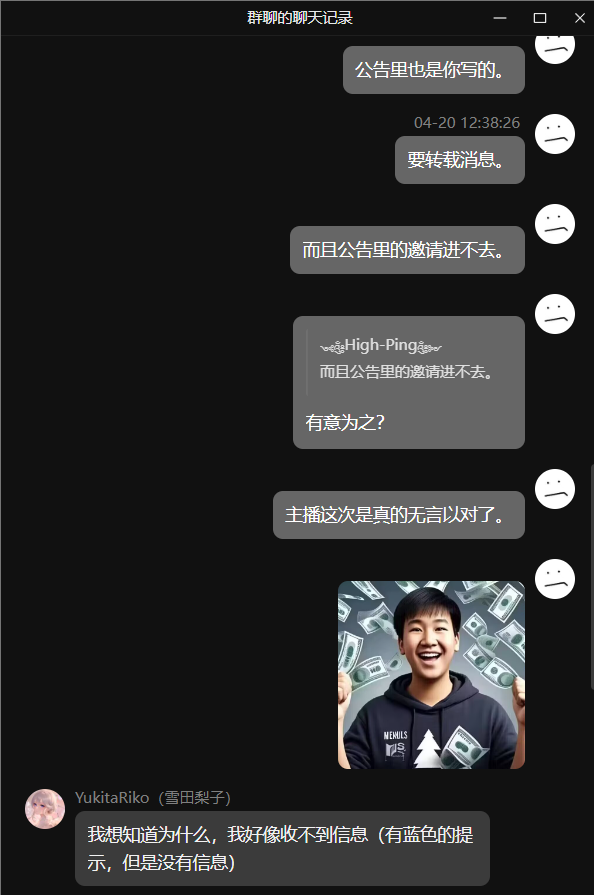 群聊的聊天记录
公告里也是你写的。
04-20 12:38:26
要转载消息。
而且公告里的邀请进不去。
High-Ping
而且公告里的邀请进不去。
有意为之?
主播这次是真的无言以对了。
MENULS
YukitaRiko（雪田梨子）
我想知道为什么，我好像收不到信息（有蓝色的提
示，但是没有信息）